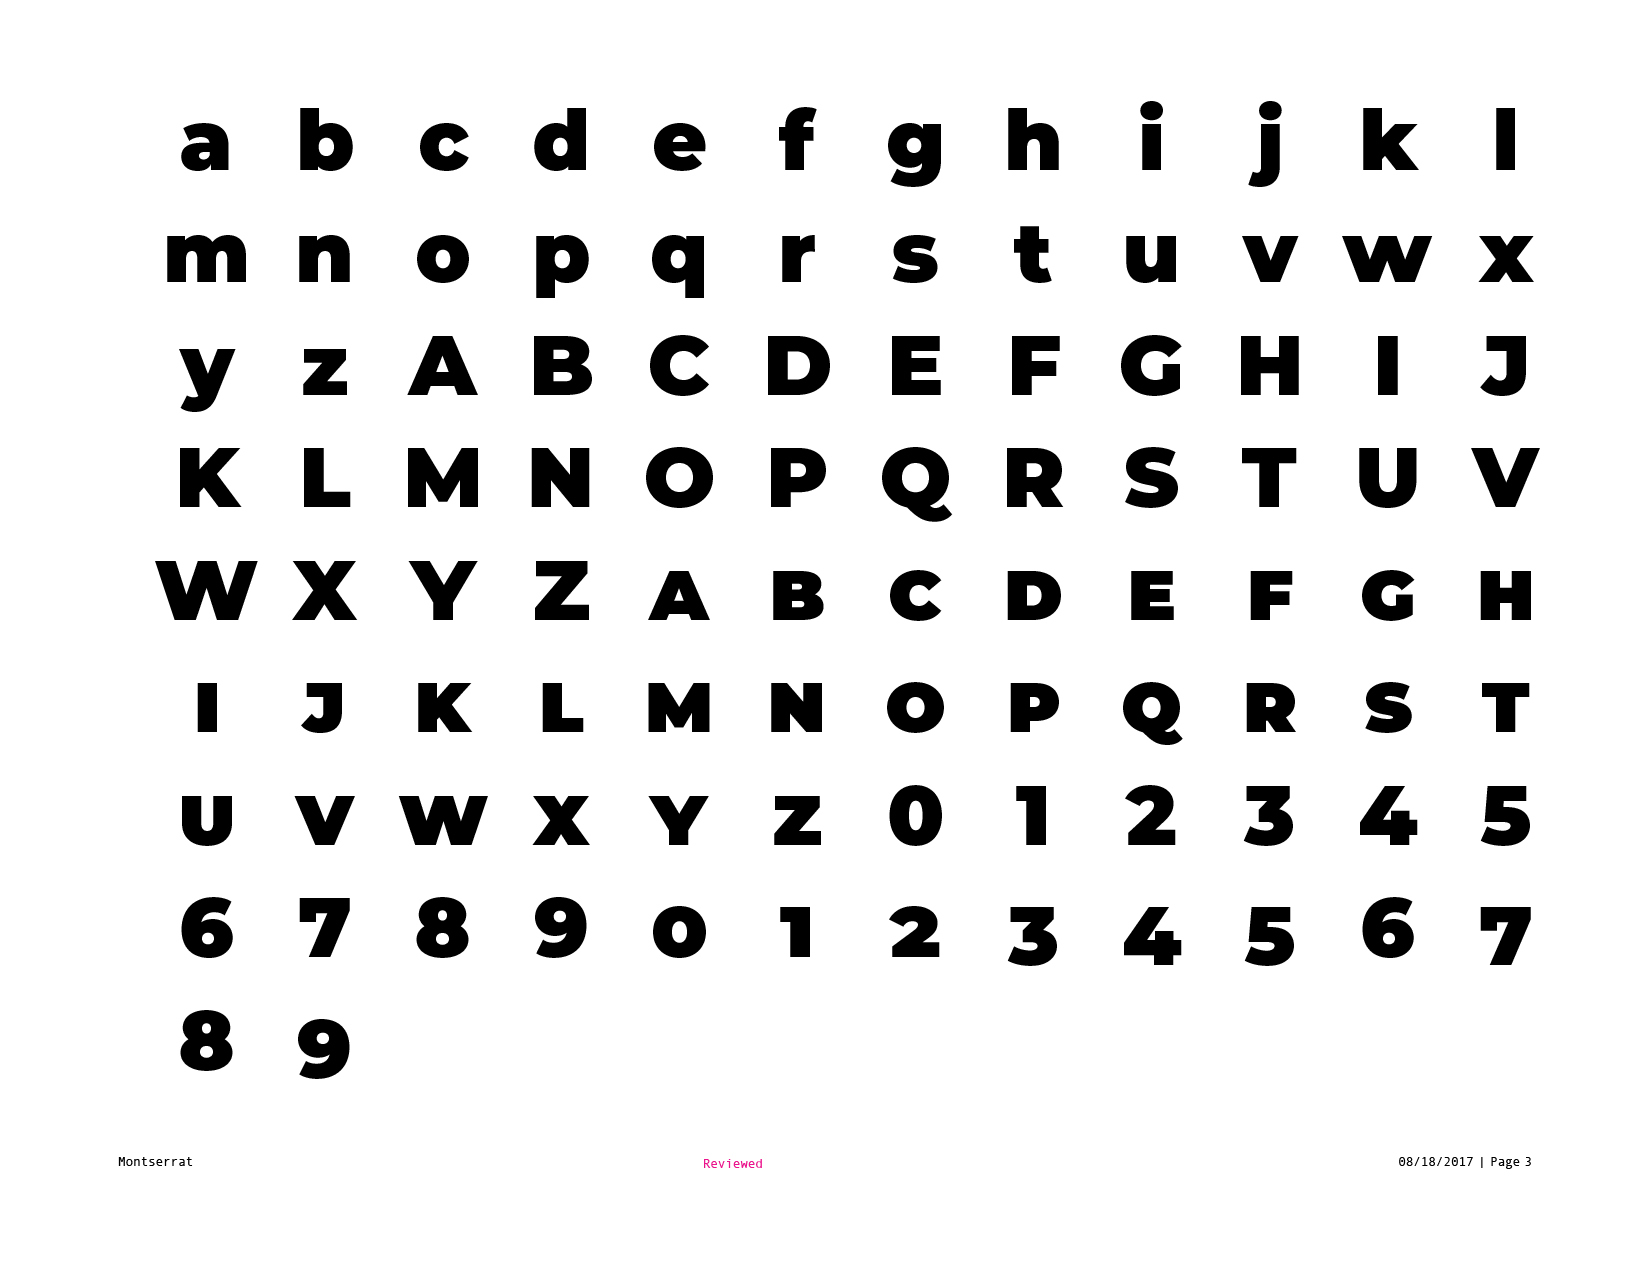 a b c d e f g h i j k l
m n o p q r s t u v w x
y z A B C D E F G H I J
K L M N O P Q R S T U V
W X Y Z A B C D E F G H
I J K L M N O P Q R S T
U V W X Y Z 0 1 2 3 4 5
6 7 8 9 0 1 2 3 4 5 6 7
8 9
Montserrat Reviewed 08/18/2017 | Page 3